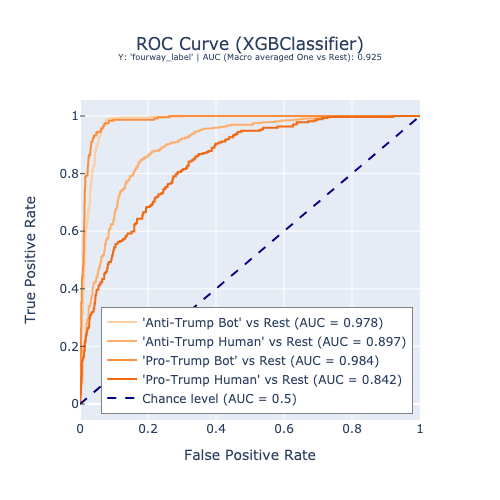 ROC Curve (XGBClassifier)
Y: 'fourway_label' | AUC (Macro averaged One vs Rest): 0.925
True Positive Rate
1
0.8
0.6
0.4
0.2
0
'Anti-Trump Bot' vs Rest (AUC = 0.978)
'Anti-Trump Human' vs Rest (AUC = 0.897)
'Pro-Trump Bot' vs Rest (AUC = 0.984)
'Pro-Trump Human' vs Rest (AUC = 0.842)
Chance level (AUC = 0.5)
0 0.2 0.4 0.6 0.8 1
False Positive Rate